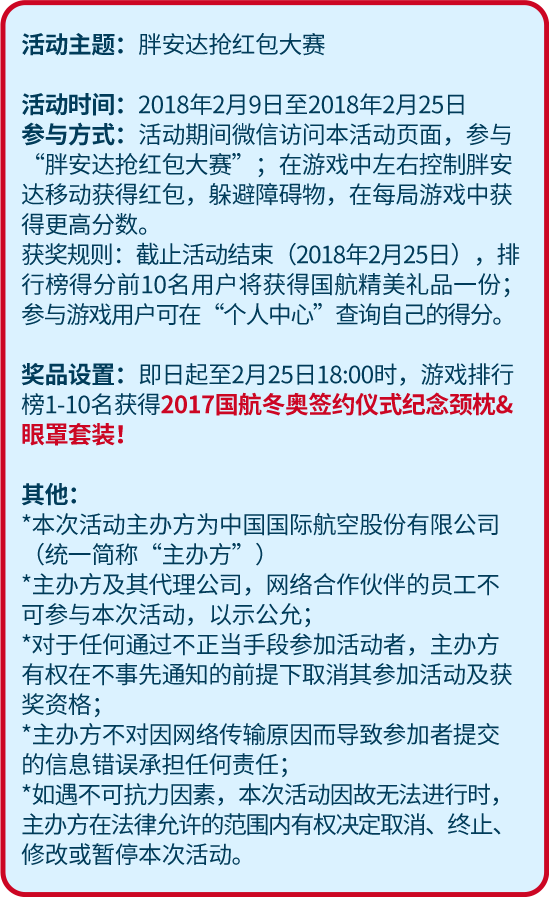 活动主题：胖安达抢红包大赛
活动时间：2018年2月9日至2018年2月25日
参与方式：活动期间微信访问本活动页面，参与
“胖安达抢红包大赛”；在游戏中左右控制胖安
达移动获得红包，躲避障碍物，在每局游戏中获
得更高分数。
获奖规则：截止活动结束（2018年2月25日），排
行榜得分前10名用户将获得国航精美礼品一份；
参与游戏用户可在“个人中心”查询自己的得分。
奖品设置：即日起至2月25日18:00时，游戏排行
榜1-10名获得2017国航冬奥签约仪式纪念颈枕&
眼罩套装！
其他：
*本次活动主办方为中国国际航空股份有限公司
（统一简称“主办方”）
*主办方及其代理公司，网络合作伙伴的员工不
可参与本次活动，以示公允；
*对于任何通过不正当手段参加活动者，主办方
有权在不事先通知的前提下取消其参加活动及获
奖资格；
*主办方不对因网络传输原因而导致参加者提交
的信息错误承担任何责任；
*如遇不可抗力因素，本次活动因故无法进行时，
主办方在法律允许的范围内有权决定取消、终止、
修改或暂停本次活动。